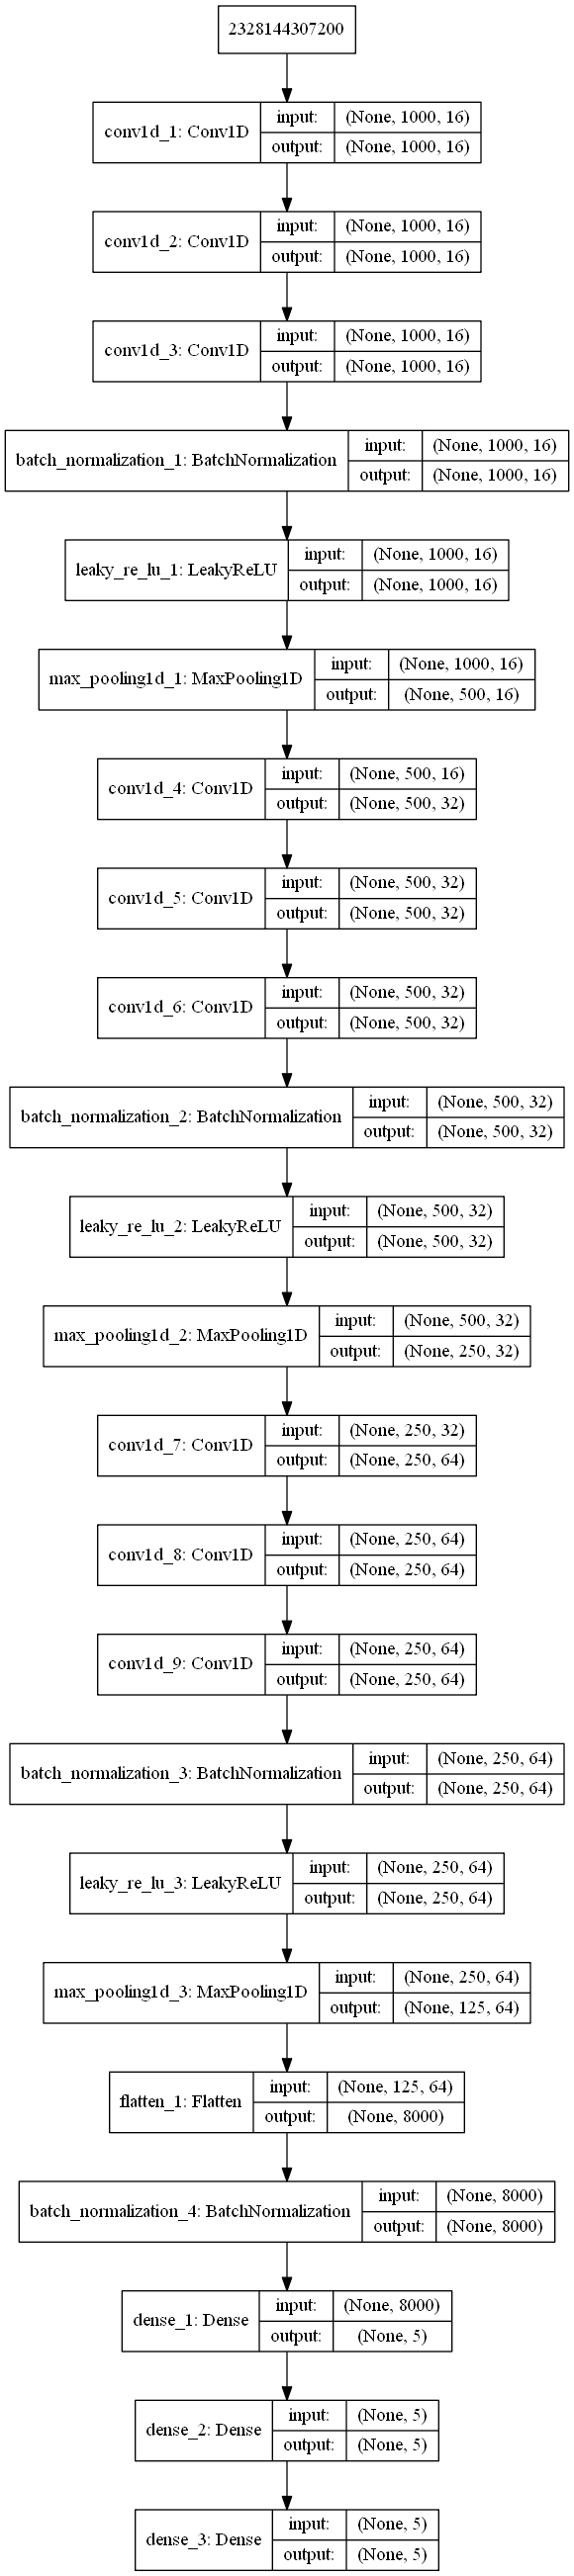 2328144307200
conv1d_1: Conv1D
input: (None, 1000, 16)
output: (None, 1000, 16)
conv1d_2: Conv1D
input: (None, 1000, 16)
output: (None, 1000, 16)
conv1d_3: Conv1D
input: (None, 1000, 16)
output: (None, 1000, 16)
batch_normalization_1: BatchNormalization
input: (None, 1000, 16)
output: (None, 1000, 16)
leaky_re_lu_1: LeakyReLU
input: (None, 1000, 16)
output: (None, 1000, 16)
max_pooling1d_1: MaxPooling1D
input: (None, 1000, 16)
output: (None, 500, 16)
conv1d_4: Conv1D
input: (None, 500, 16)
output: (None, 500, 32)
conv1d_5: Conv1D
input: (None, 500, 32)
output: (None, 500, 32)
conv1d_6: Conv1D
input: (None, 500, 32)
output: (None, 500, 32)
batch_normalization_2: BatchNormalization
input: (None, 500, 32)
output: (None, 500, 32)
leaky_re_lu_2: LeakyReLU
input: (None, 500, 32)
output: (None, 500, 32)
max_pooling1d_2: MaxPooling1D
input: (None, 500, 32)
output: (None, 250, 32)
conv1d_7: Conv1D
input: (None, 250, 32)
output: (None, 250, 64)
conv1d_8: Conv1D
input: (None, 250, 64)
output: (None, 250, 64)
conv1d_9: Conv1D
input: (None, 250, 64)
output: (None, 250, 64)
batch_normalization_3: BatchNormalization
input: (None, 250, 64)
output: (None, 250, 64)
leaky_re_lu_3: LeakyReLU
input: (None, 250, 64)
output: (None, 250, 64)
max_pooling1d_3: MaxPooling1D
input: (None, 250, 64)
output: (None, 125, 64)
flatten_1: Flatten
input: (None, 125, 64)
output: (None, 8000)
batch_normalization_4: BatchNormalization
input: (None, 8000)
output: (None, 8000)
dense_1: Dense
input: (None, 8000)
output: (None, 5)
dense_2: Dense
input: (None, 5)
output: (None, 5)
dense_3: Dense
input: (None, 5)
output: (None, 5)